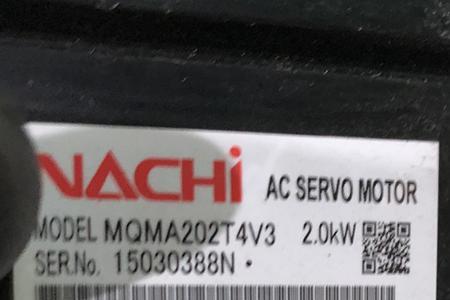 NACHi AC SERVO MOTOR
MODEL MQMA202T4V3 2.0kW
SER.No. 15030388N